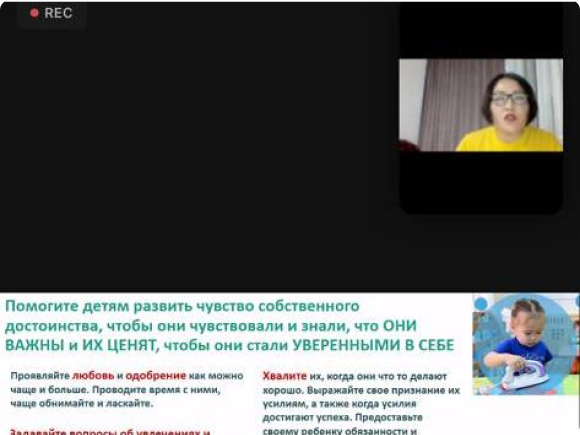 REC
Помогите детям развить чувство собственного
достоинства, чтобы они чувствовали и знали, что ОНИ
ВАЖНЫ и ИХ ЦЕНЯТ, чтобы они стали УВЕРЕННЫМИ В СЕБЕ
Проявляйте любовь и одобрение как можно
чаще и больше. Проводите время с ними,
чаще обнимайте и ласкайте.
Задавайте вопросы об увлечениях и
Хвалите их, когда они что то делают
хорошо. Выражайте свое признание их
усилиям, а также когда усилия
достигают успеха. Предоставьте
своему ребенку обязанности и